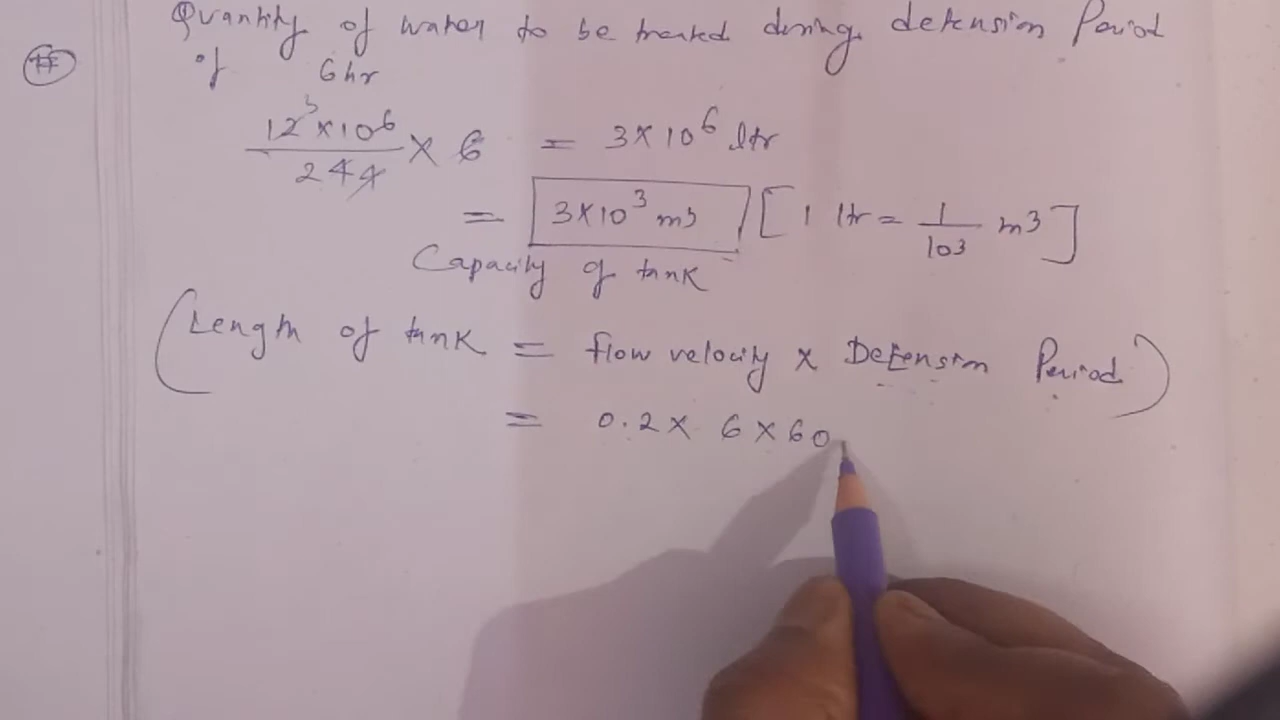 Quantity of water to be treated during detension Period
# of 6 hr
12 × 10⁶ / 24 × 6 = 3 × 10⁶ ltr
= 3 × 10³ m³ [1 ltr = 1 / 10³ m³]
Capacity of tank
(Length of tank = flow velocity × Detension Period)
= 0.2 × 6 × 60